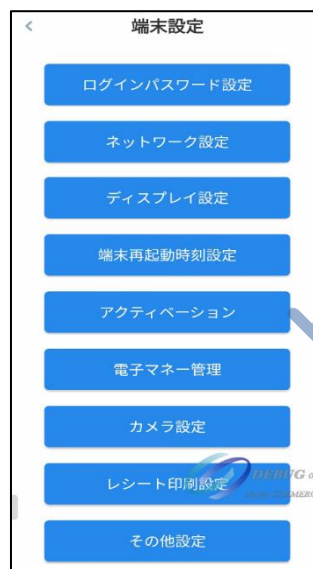 端末設定
ログインパスワード設定
ネットワーク設定
ディスプレイ設定
端末再起動時刻設定
アクティベーション
電子マネー管理
カメラ設定
レシート印刷設定
DEBUG
その他設定